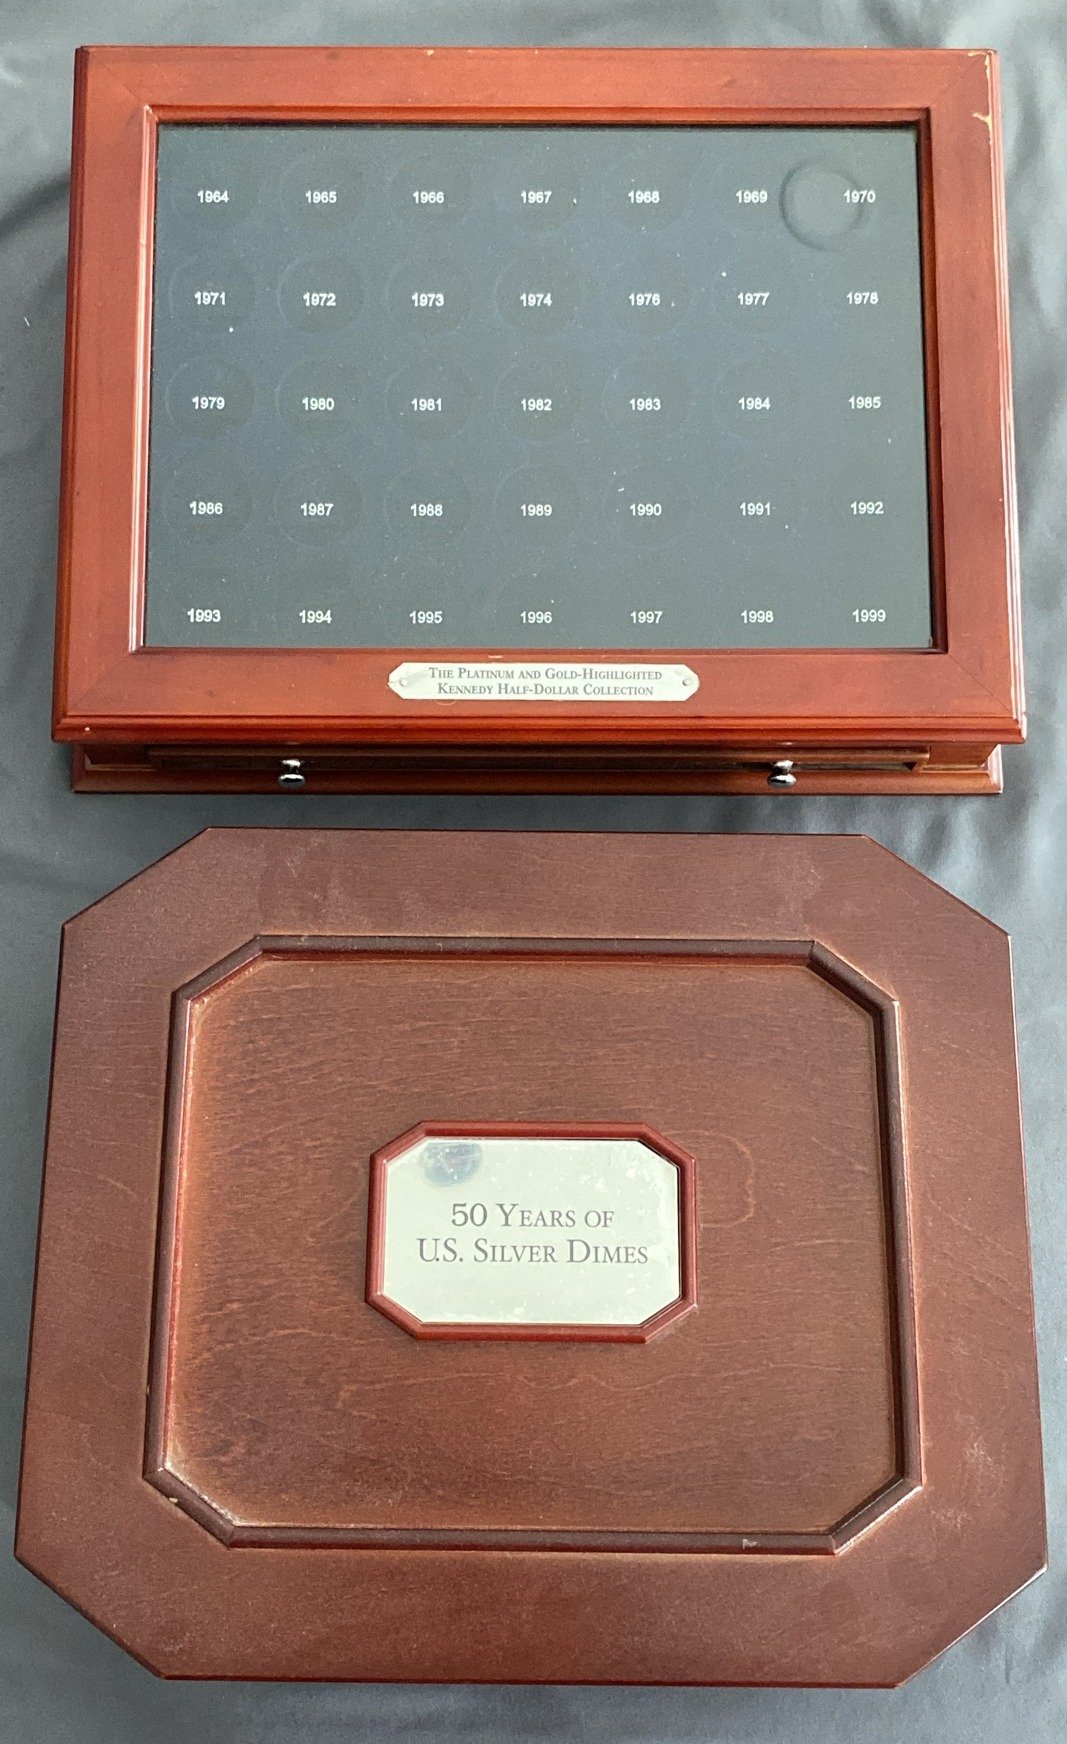 1964 1965 1966 1967 1968 1969 1970
1971 1972 1973 1974 1976 1977 1978
1979 1980 1981 1982 1983 1984 1985
1986 1987 1988 1989 1990 1991 1992
1993 1994 1995 1996 1997 1998 1999
THE PLATINUM AND GOLD-HIGHLIGHTED
KENNEDY HALF-DOLLAR COLLECTION
50 YEARS OF
U.S. SILVER DIMES